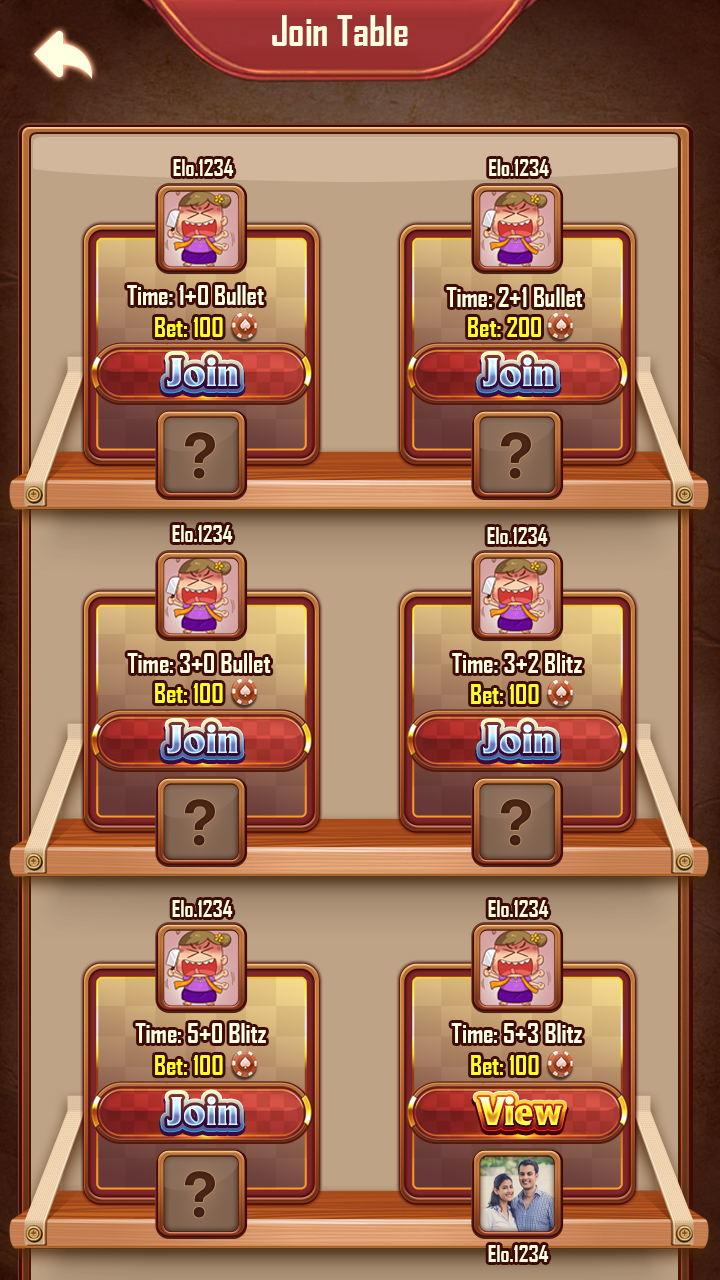 Join Table
Elo.1234
Time: 1+0 Bullet
Bet: 100
Join
?
Elo.1234
Time: 2+1 Bullet
Bet: 200
Join
?
Elo.1234
Time: 3+0 Bullet
Bet: 100
Join
?
Elo.1234
Time: 3+2 Blitz
Bet: 100
Join
?
Elo.1234
Time: 5+0 Blitz
Bet: 100
Join
?
Elo.1234
Time: 5+3 Blitz
Bet: 100
View
Elo.1234